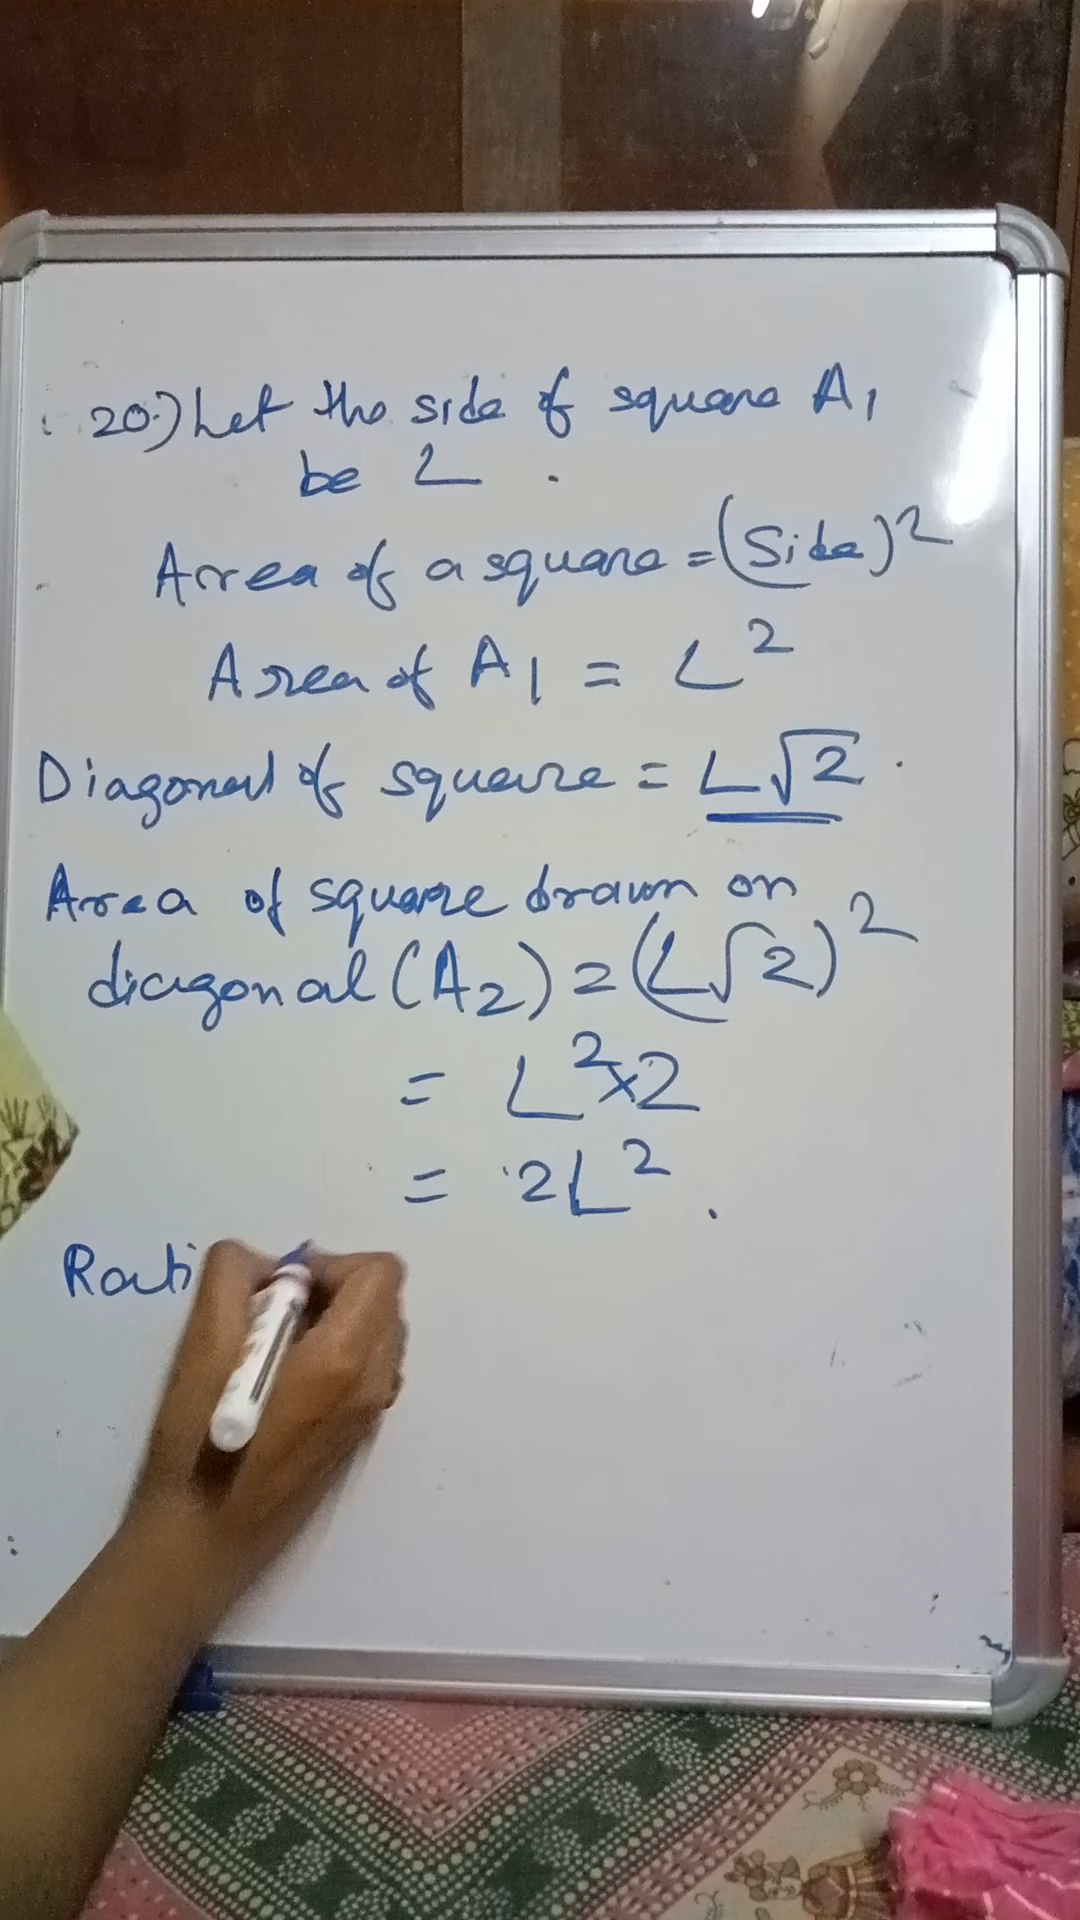 20.) Let the side of square A₁
be L.
Area of a square = (Side)²
Area of A₁ = L²
Diagonal of square = L√2.
Area of square drawn on
diagonal (A₂) = (L√2)²
= L²×2
= 2L².
Rati